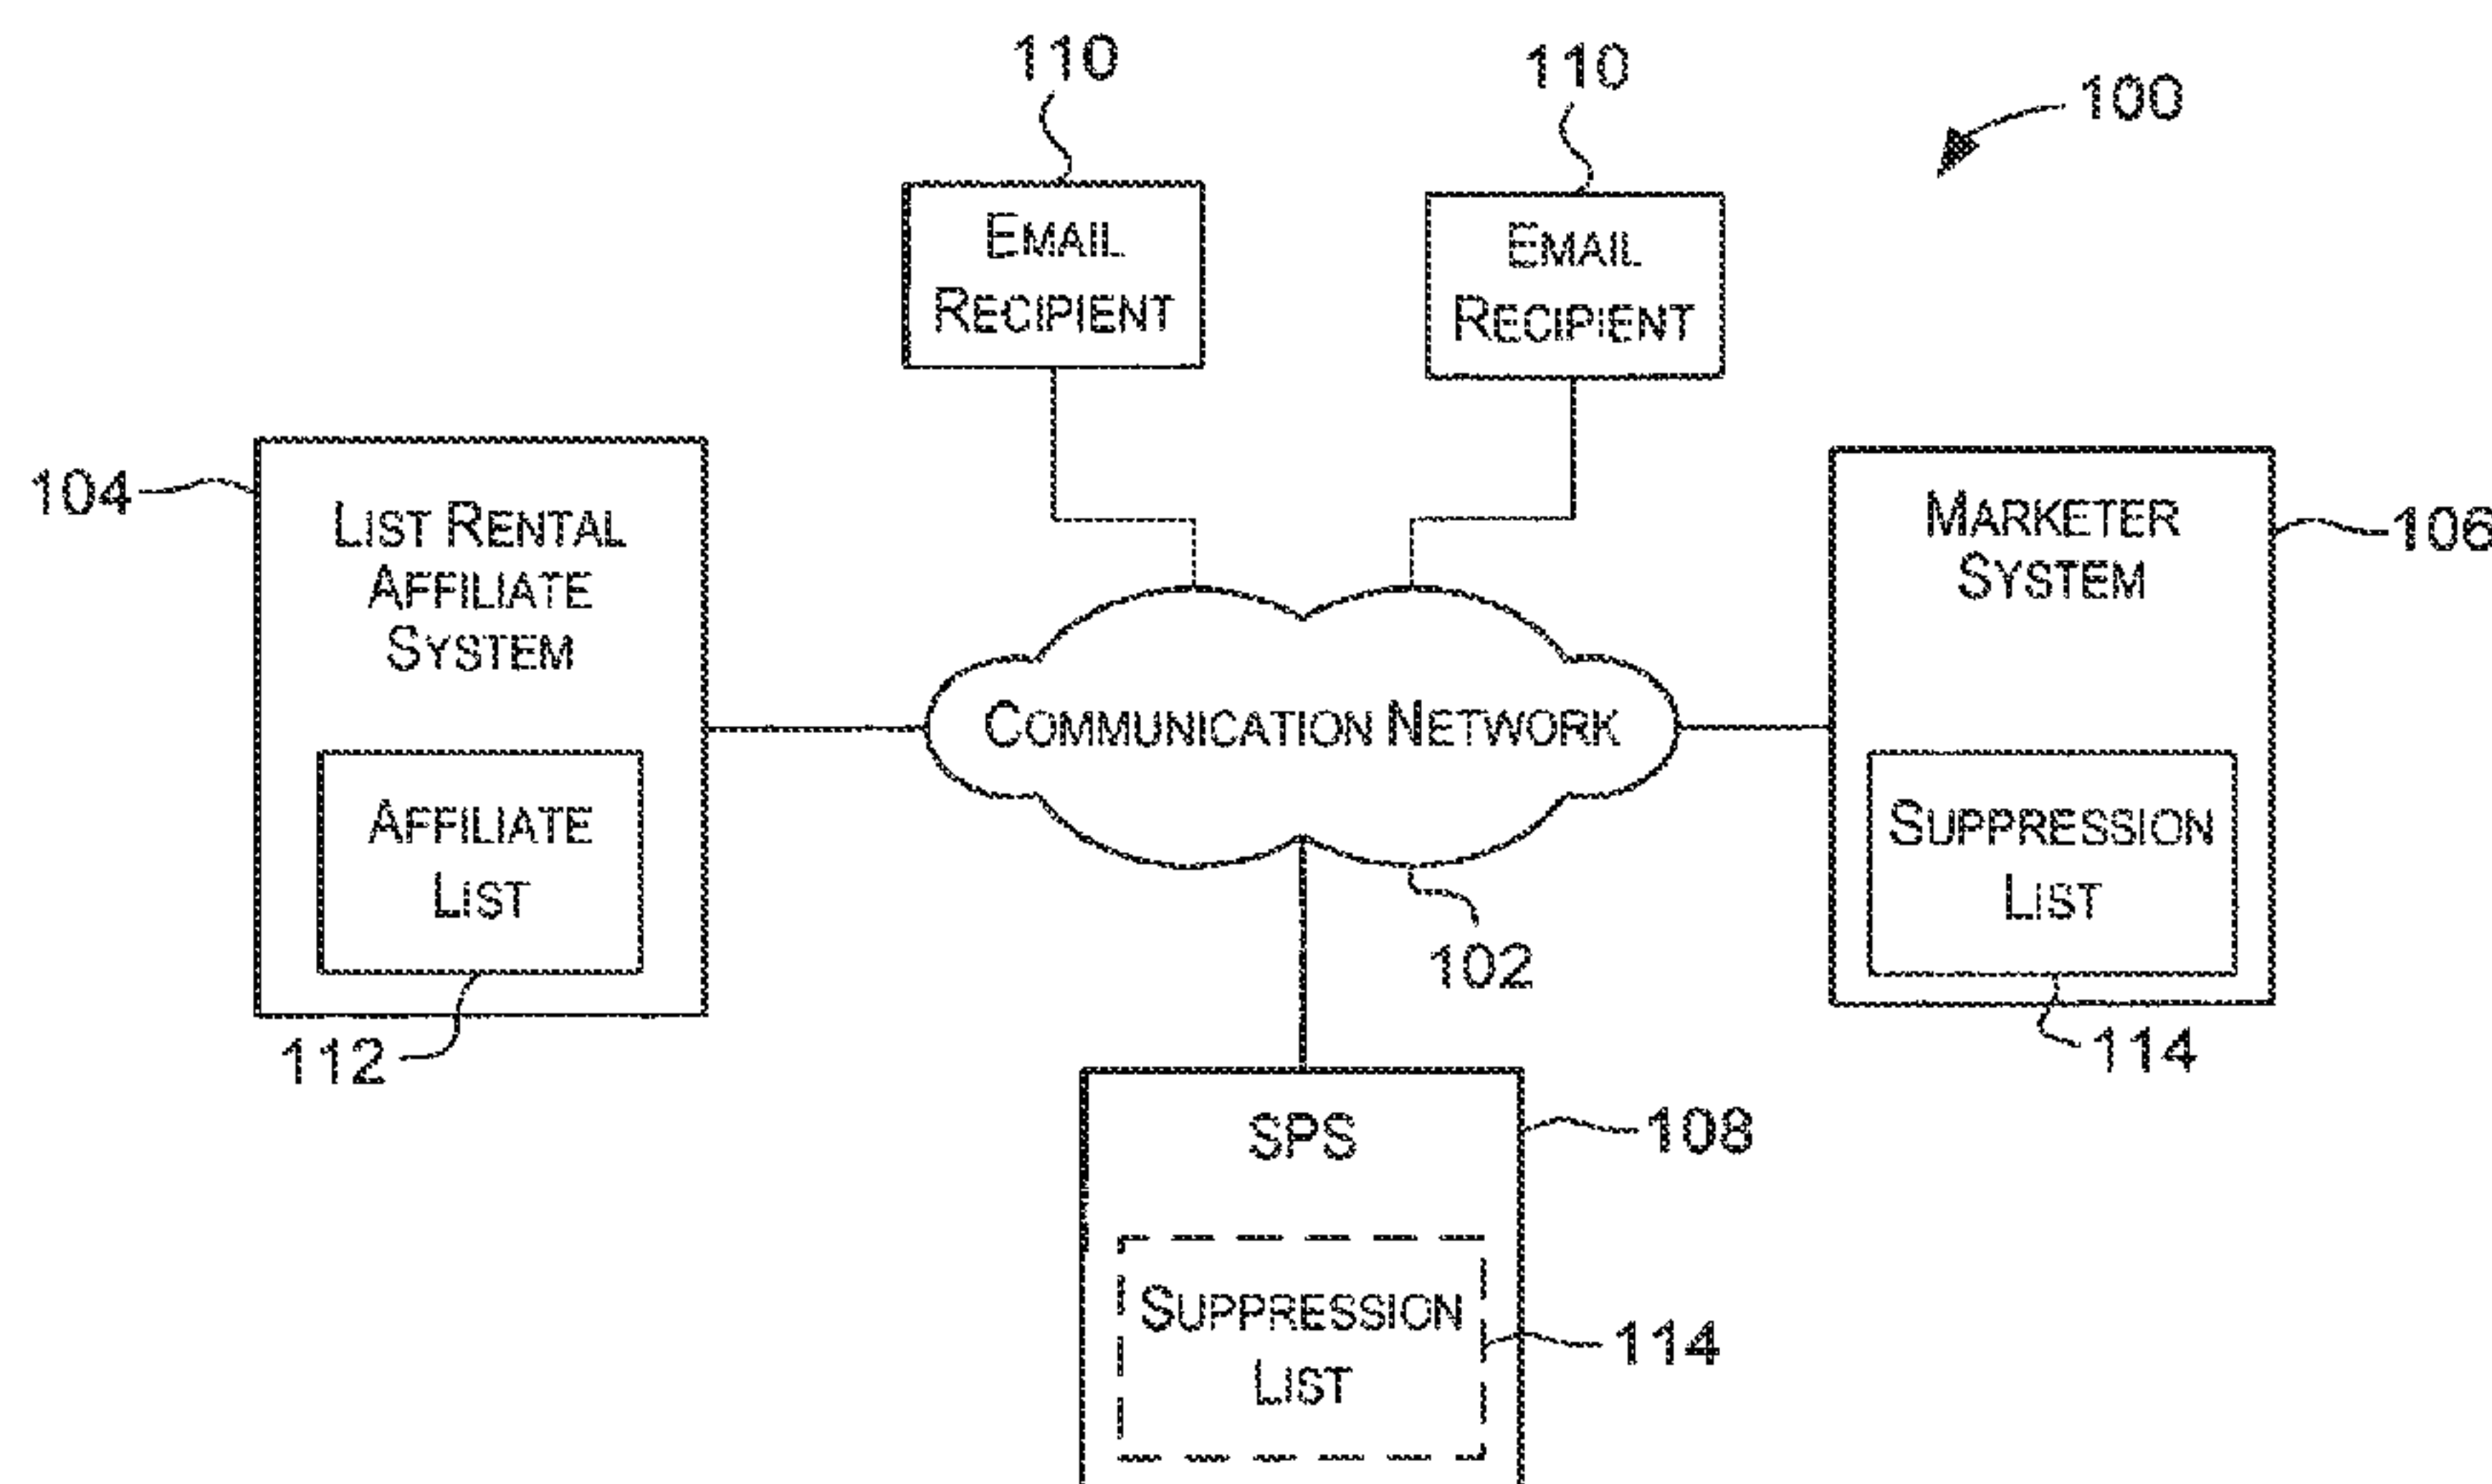 110
110
100
EMAIL
RECIPIENT
EMAIL
RECIPIENT
104
LIST RENTAL
AFFILIATE
SYSTEM
MARKETER
SYSTEM
106
COMMUNICATION NETWORK
AFFILIATE
LIST
SUPPRESSION
LIST
102
112
114
SPS
108
SUPPRESSION
LIST
114